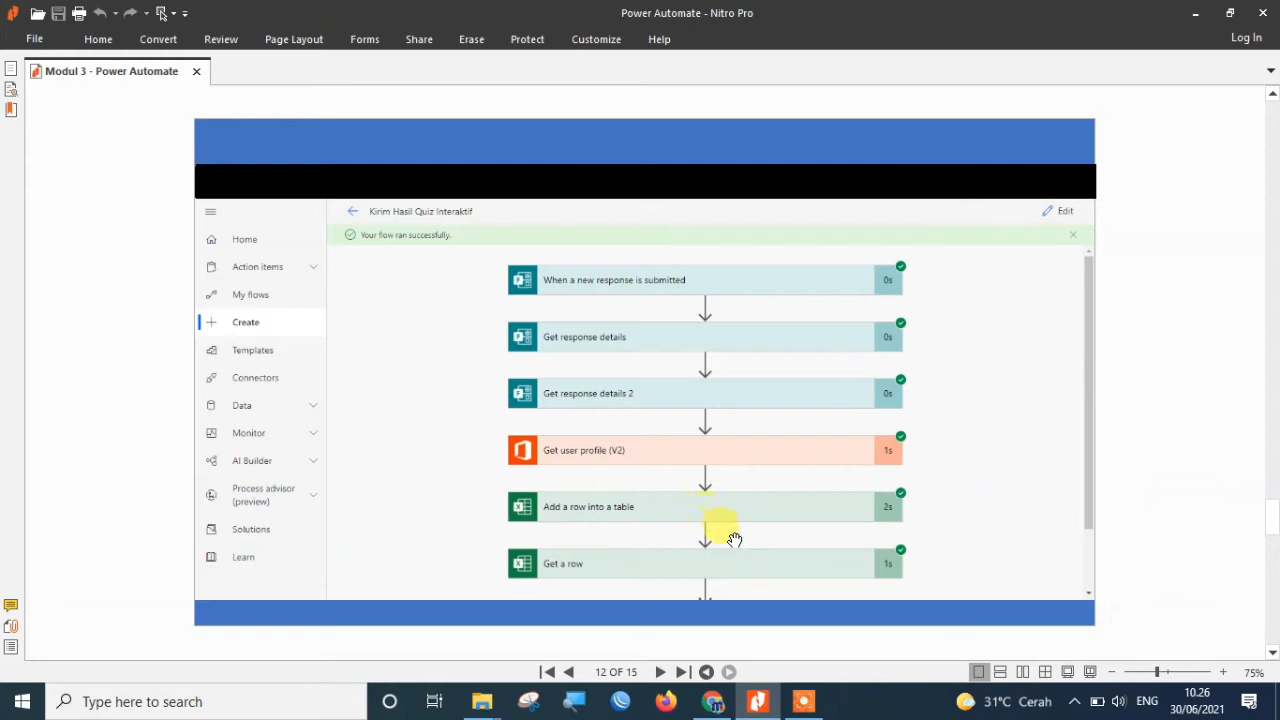 Power Automate - Nitro Pro
File Home Convert Review Page Layout Forms Share Erase Protect Customize Help Log In
Modul 3 - Power Automate
Kirim Hasil Quiz Interaktif Edit
Your flow ran successfully.
Home
Action items
My flows
Create
Templates
Connectors
Data
Monitor
AI Builder
Process advisor
(preview)
Solutions
Learn
When a new response is submitted 0s
Get response details 0s
Get response details 2 0s
Get user profile (V2) 1s
Add a row into a table 2s
Get a row 1s
12 OF 15 75%
Type here to search
31°C Cerah
ENG
10.26
30/06/2021